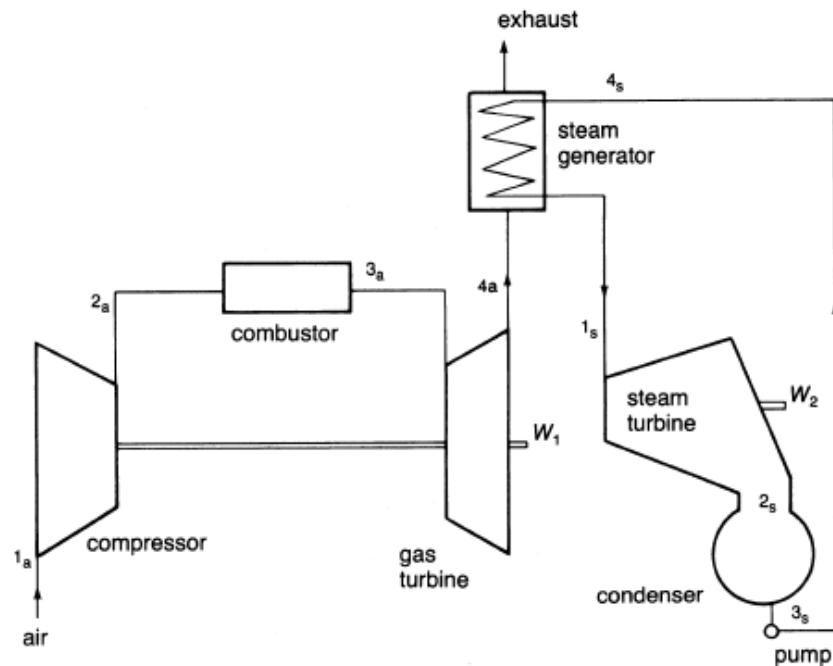 exhaust
4s
steam
generator
3a
4a
2a
combustor
1s
steam
turbine
W2
W1
2s
compressor
gas
turbine
1a
condenser
3s
air
pump